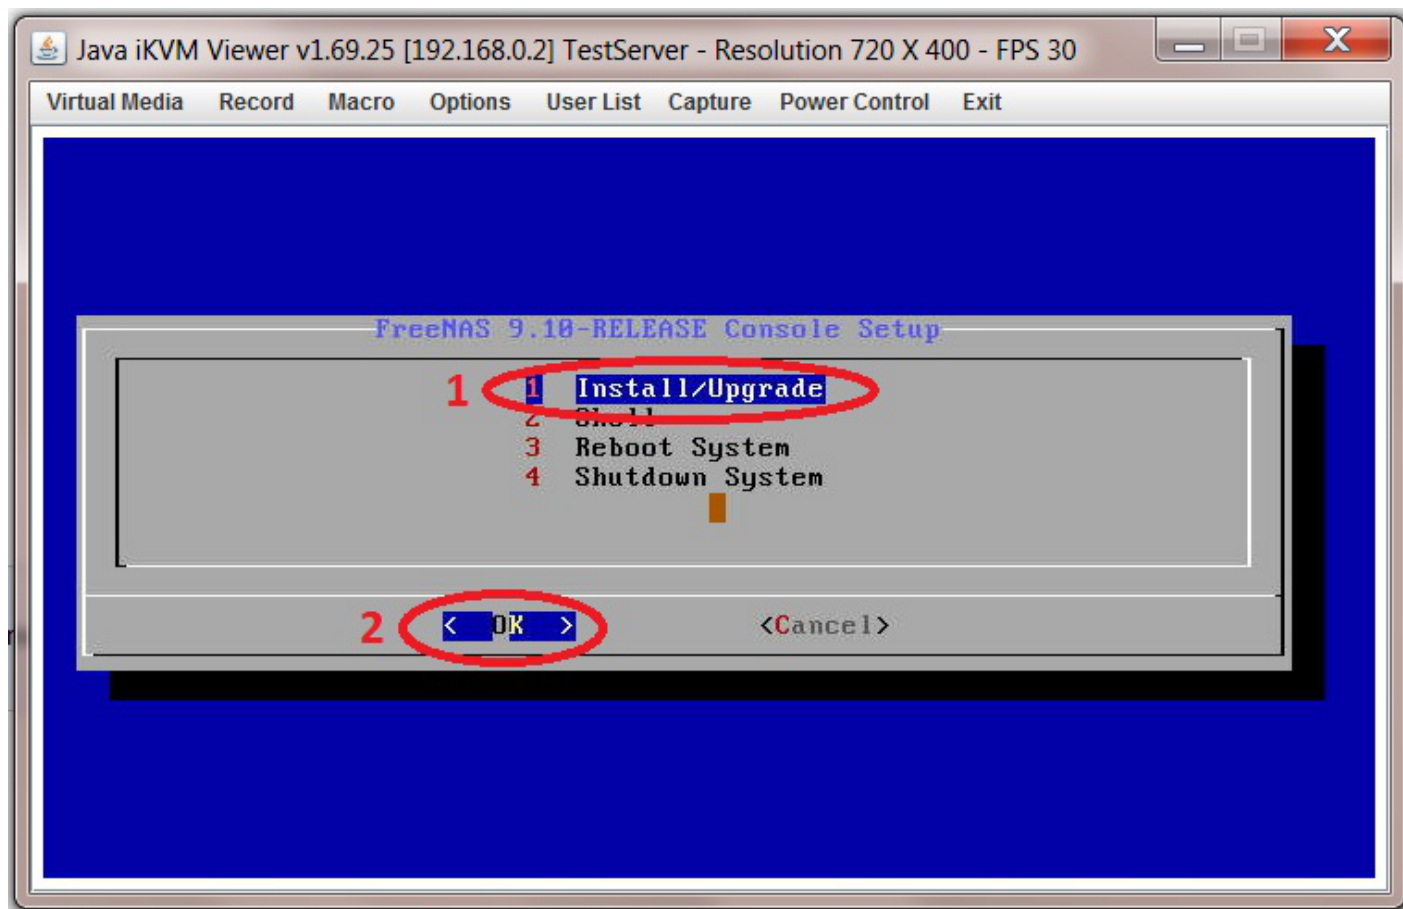 Java iKVM Viewer v1.69.25 [192.168.0.2] TestServer - Resolution 720 X 400 - FPS 30
Virtual Media Record Macro Options User List Capture Power Control Exit
FreeNAS 9.10-RELEASE Console Setup
1 1 Install/Upgrade
2 Shell
3 Reboot System
4 Shutdown System
2 < OK > <Cancel>